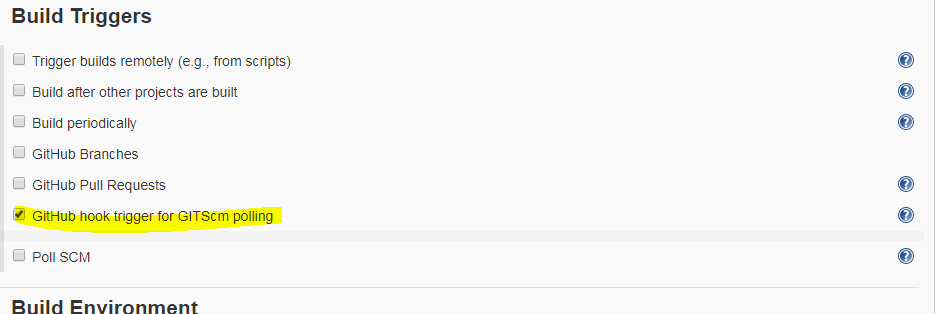 Build Triggers
Trigger builds remotely (e.g., from scripts)
Build after other projects are built
Build periodically
GitHub Branches
GitHub Pull Requests
GitHub hook trigger for GITScm polling
Poll SCM
Build Environment